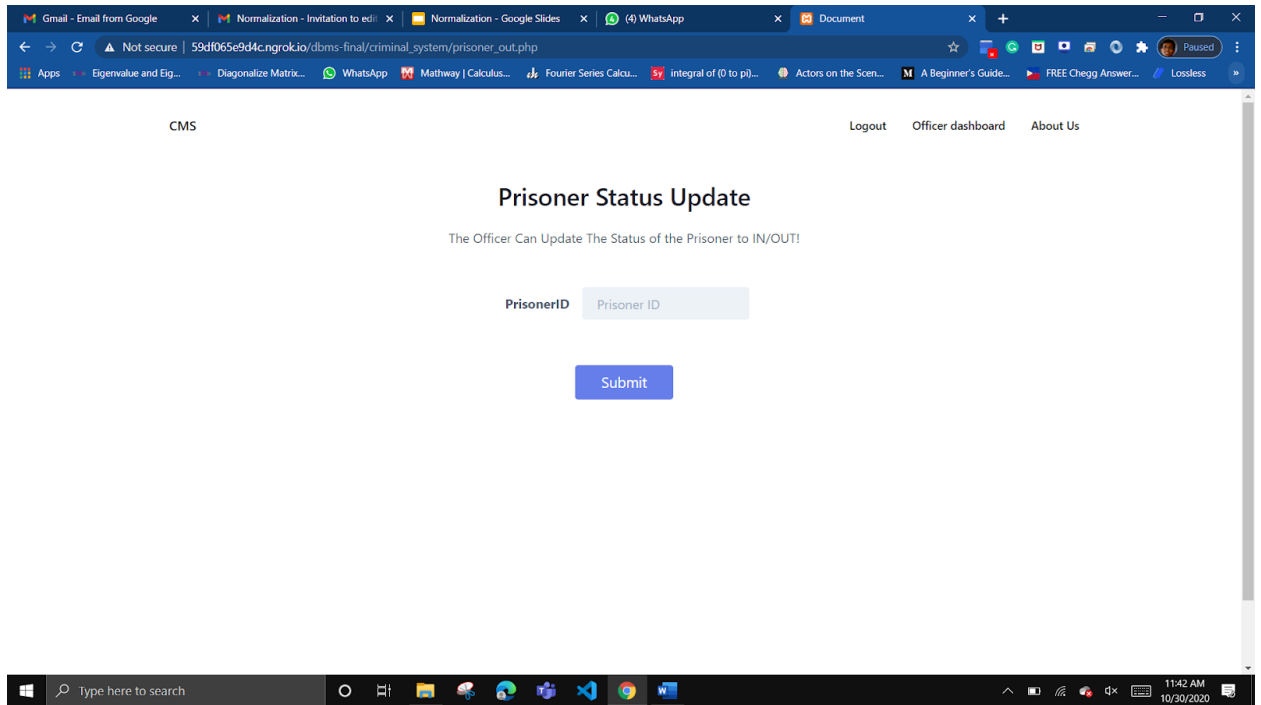 Gmail - Email from Google
Normalization - Invitation to edi
Normalization - Google Slides
(4) WhatsApp
Document
Not secure | 59df065e9d4c.ngrok.io/dbms-final/criminal_system/prisoner_out.php
Paused
Apps
Eigenvalue and Eig...
Diagonalize Matrix...
WhatsApp
Mathway | Calculus...
Fourier Series Calcu...
Sy
integral of (0 to pi)...
Actors on the Scen...
M
A Beginner's Guide...
FREE Chegg Answer...
Lossless
»
CMS
Logout
Officer dashboard
About Us
Prisoner Status Update
The Officer Can Update The Status of the Prisoner to IN/OUT!
PrisonerID
Prisoner ID
Submit
Type here to search
11:42 AM
10/30/2020